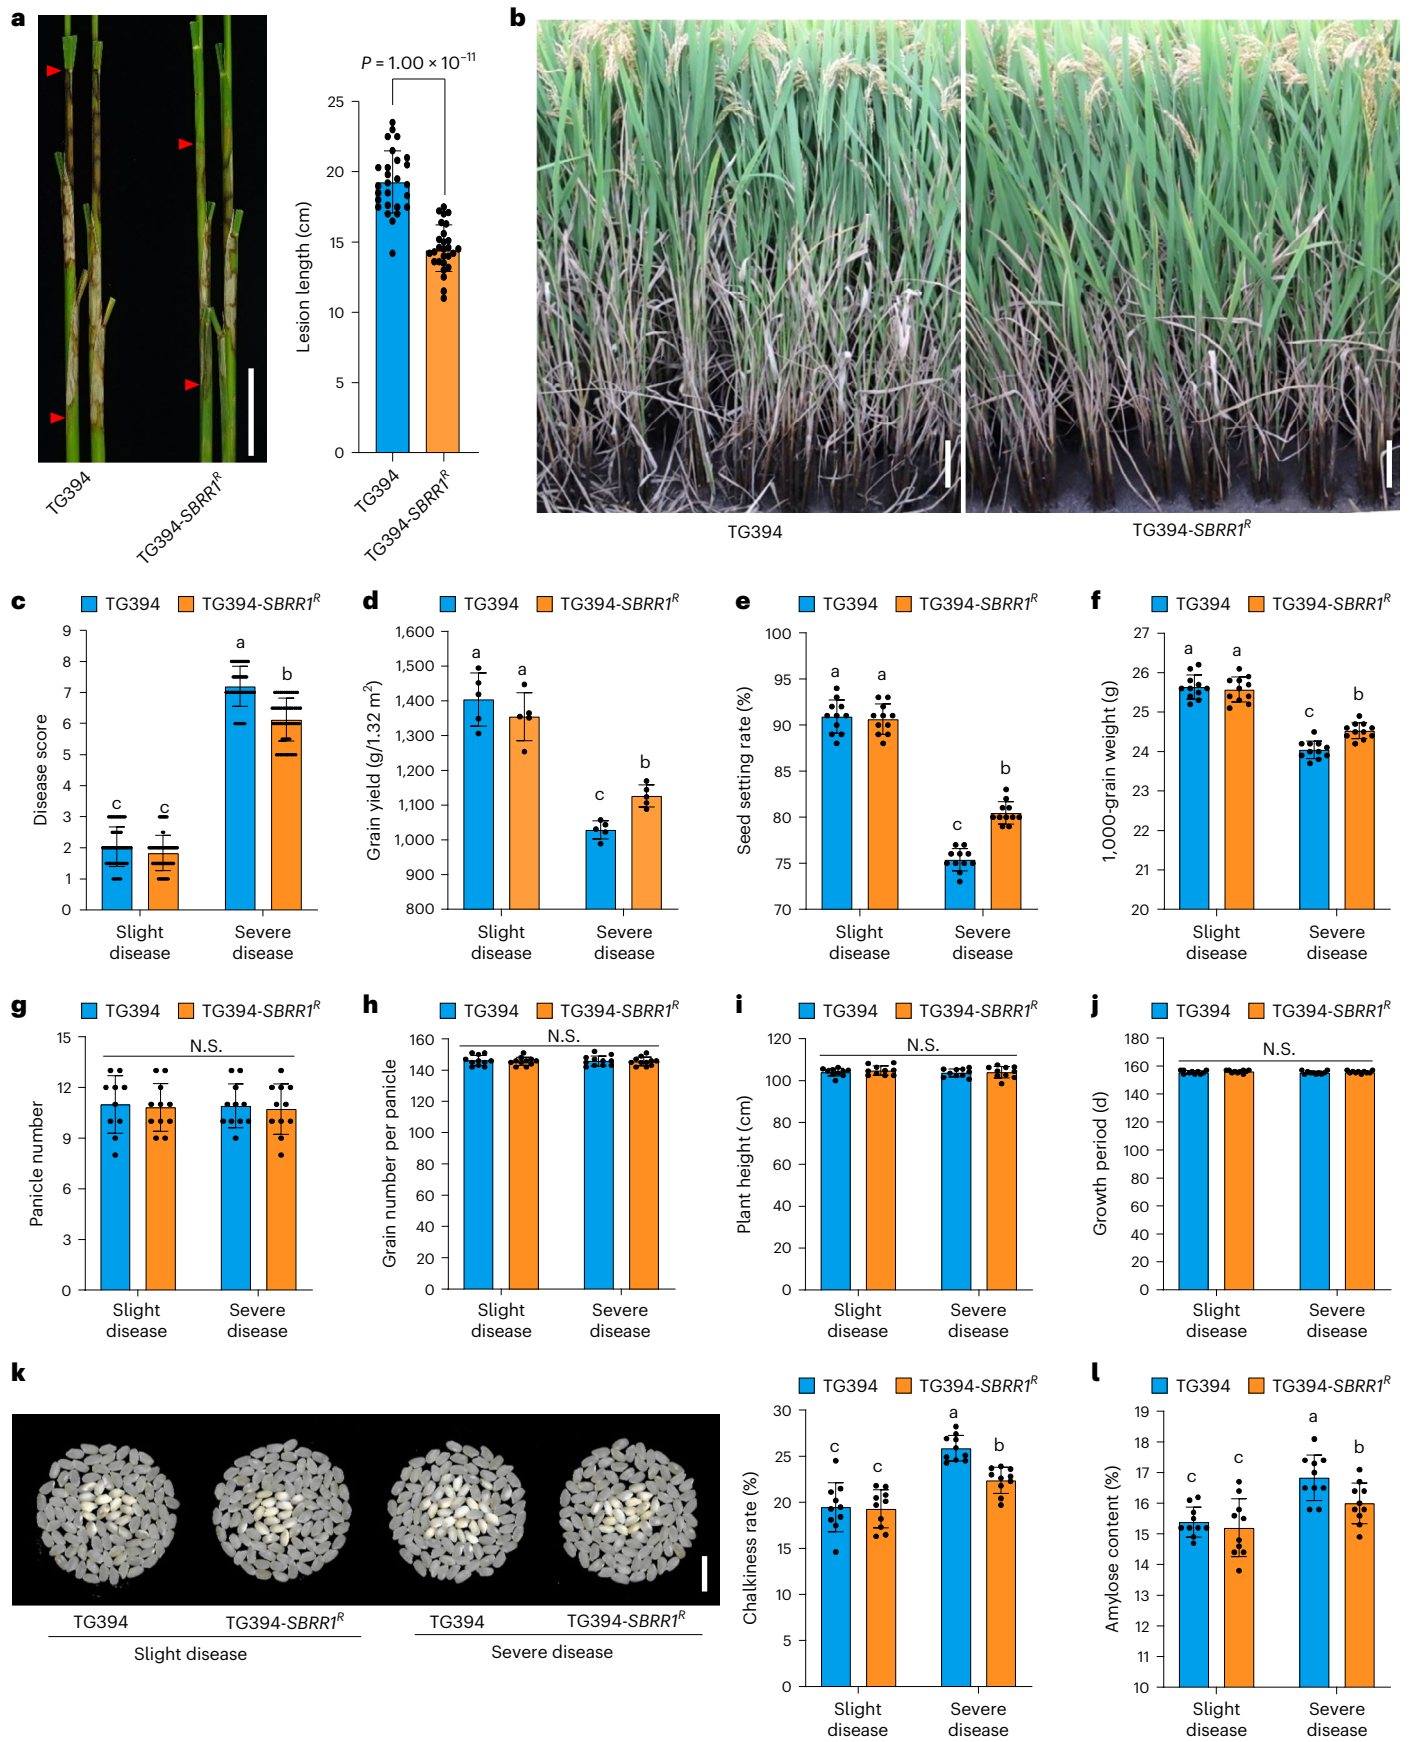 a
P = 1.00 × 10⁻¹¹
25
20
15
10
5
0
Lesion length (cm)
TG394
TG394-SBRR1ᴿ
TG394
TG394-SBRR1ᴿ
b
TG394
TG394-SBRR1ᴿ
c
TG394
TG394-SBRR1ᴿ
9
8
7
6
5
4
3
2
1
0
Disease score
c
c
a
b
Slight
disease
Severe
disease
d
TG394
TG394-SBRR1ᴿ
1,600
1,500
1,400
1,300
1,200
1,100
1,000
900
800
Grain yield (g/1.32 m²)
a
a
c
b
Slight
disease
Severe
disease
e
TG394
TG394-SBRR1ᴿ
100
95
90
85
80
75
70
Seed setting rate (%)
a
a
c
b
Slight
disease
Severe
disease
f
TG394
TG394-SBRR1ᴿ
27
26
25
24
23
22
21
20
1,000-grain weight (g)
a
a
c
b
Slight
disease
Severe
disease
g
TG394
TG394-SBRR1ᴿ
15
12
9
6
3
0
Panicle number
N.S.
Slight
disease
Severe
disease
h
TG394
TG394-SBRR1ᴿ
160
140
120
100
80
60
40
20
0
Grain number per panicle
N.S.
Slight
disease
Severe
disease
i
TG394
TG394-SBRR1ᴿ
120
100
80
60
40
20
0
Plant height (cm)
N.S.
Slight
disease
Severe
disease
j
TG394
TG394-SBRR1ᴿ
180
160
140
120
100
80
60
40
20
0
Growth period (d)
N.S.
Slight
disease
Severe
disease
k
TG394
TG394-SBRR1ᴿ
TG394
TG394-SBRR1ᴿ
Slight disease
Severe disease
TG394
TG394-SBRR1ᴿ
30
25
20
15
10
5
0
Chalkiness rate (%)
c
c
a
b
Slight
disease
Severe
disease
l
TG394
TG394-SBRR1ᴿ
19
18
17
16
15
14
13
12
11
10
Amylose content (%)
c
c
a
b
Slight
disease
Severe
disease